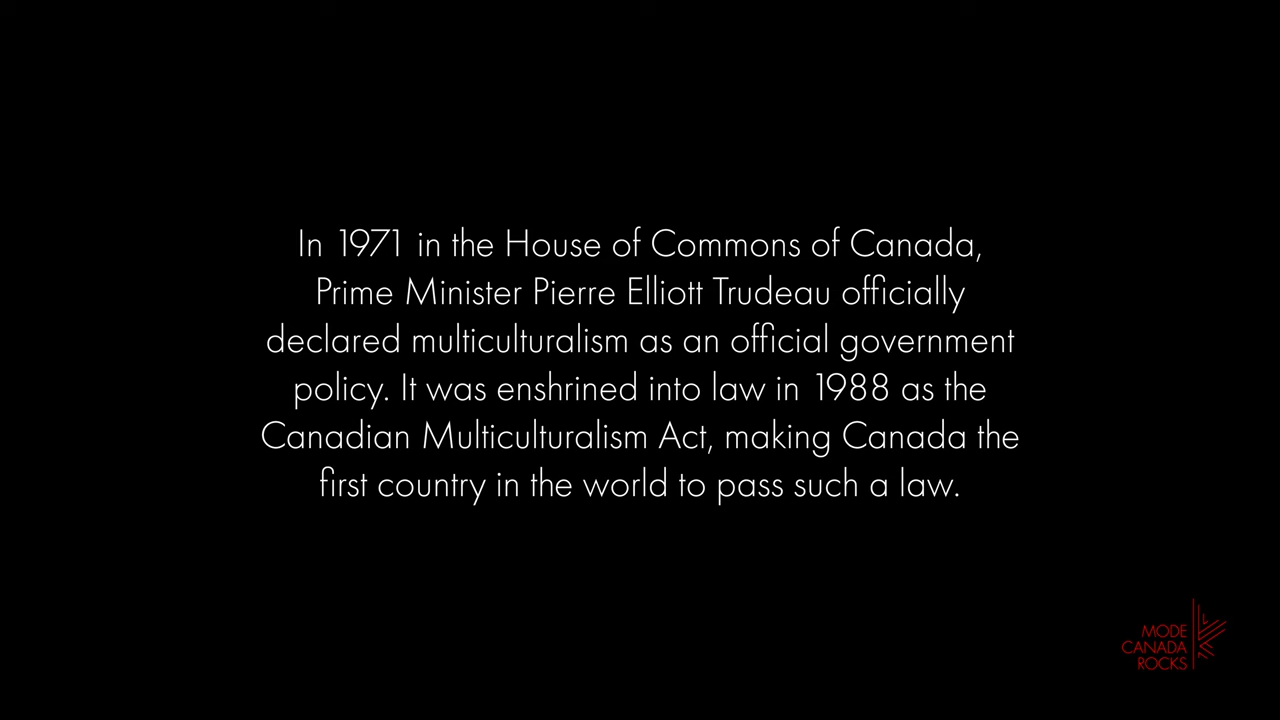 In 1971 in the House of Commons of Canada,
Prime Minister Pierre Elliott Trudeau officially
declared multiculturalism as an official government
policy. It was enshrined into law in 1988 as the
Canadian Multiculturalism Act, making Canada the
first country in the world to pass such a law.
MODE
CANADA
ROCKS